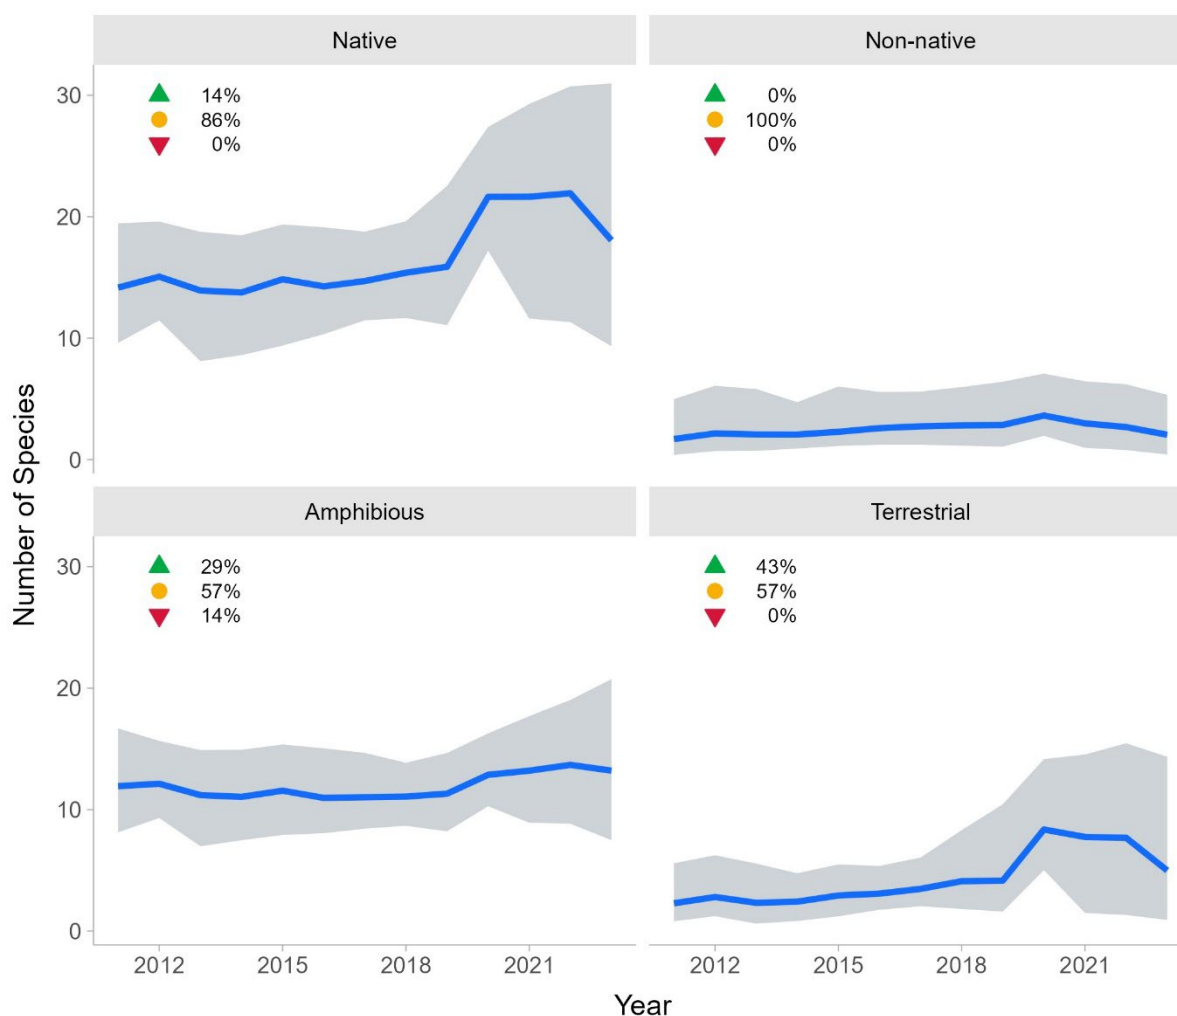 Native
Non-native
30
20
10
0
14%
86%
0%
0%
100%
0%
Amphibious
Terrestrial
30
20
10
0
29%
57%
14%
43%
57%
0%
2012 2015 2018 2021
2012 2015 2018 2021
Number of Species
Year